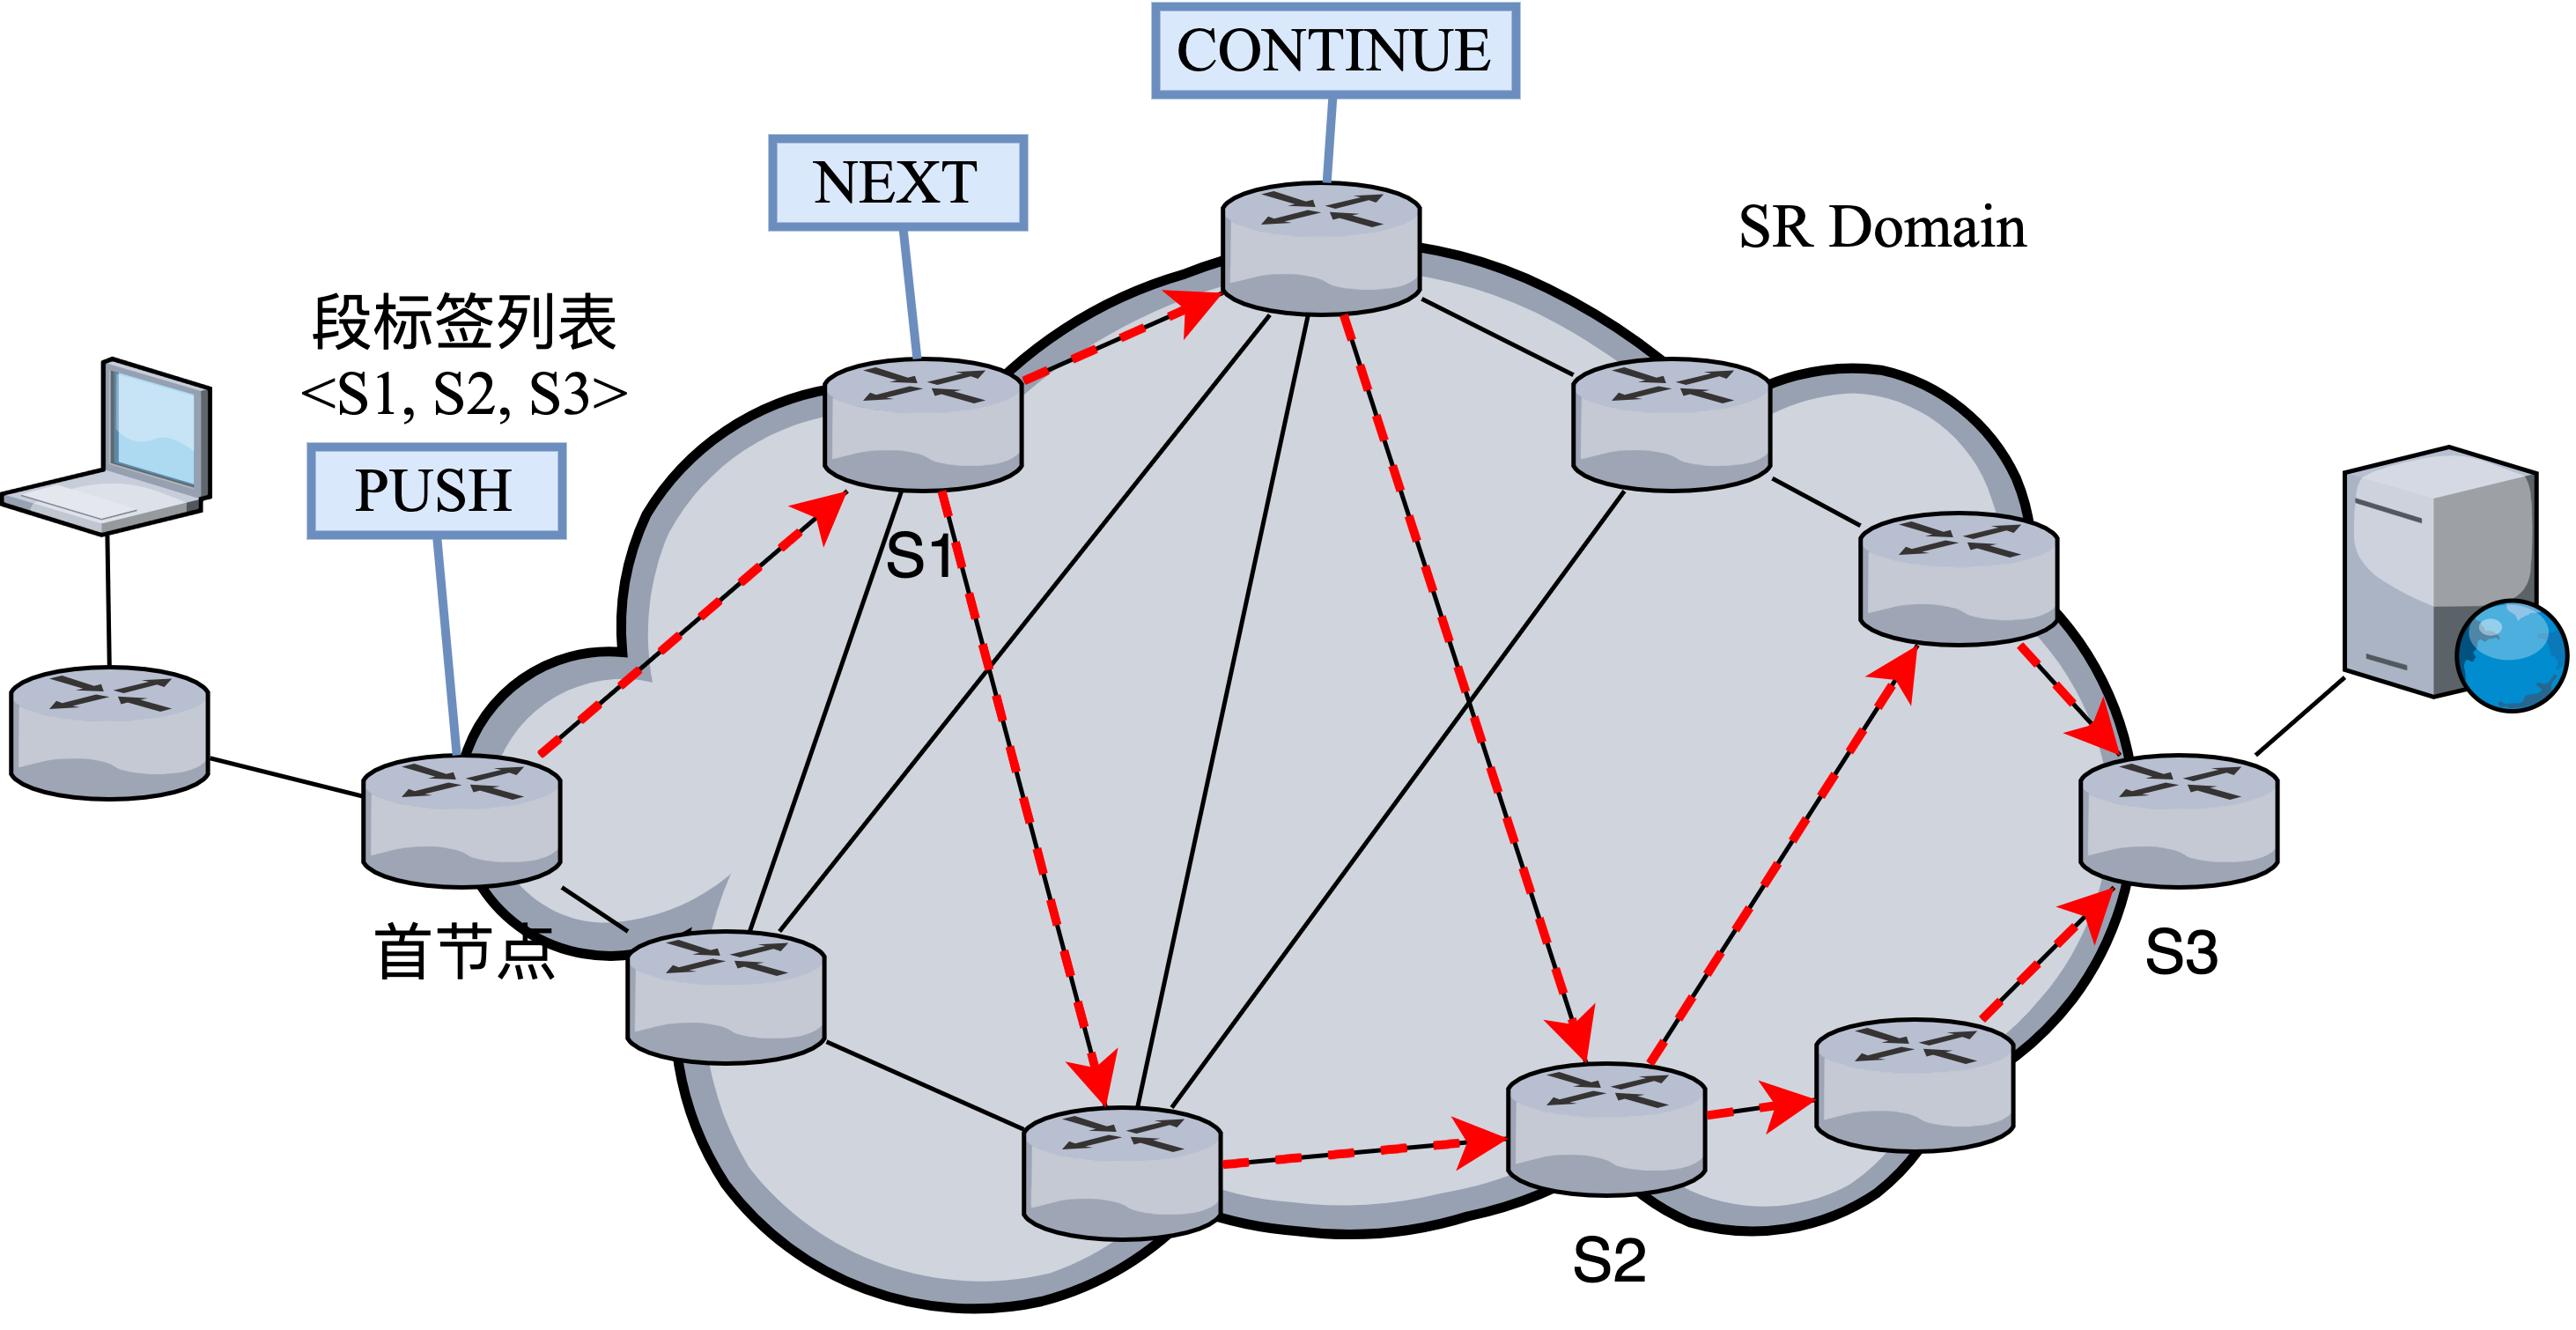 CONTINUE
NEXT
SR Domain
段标签列表
<S1, S2, S3>
PUSH
S1
首节点
S3
S2